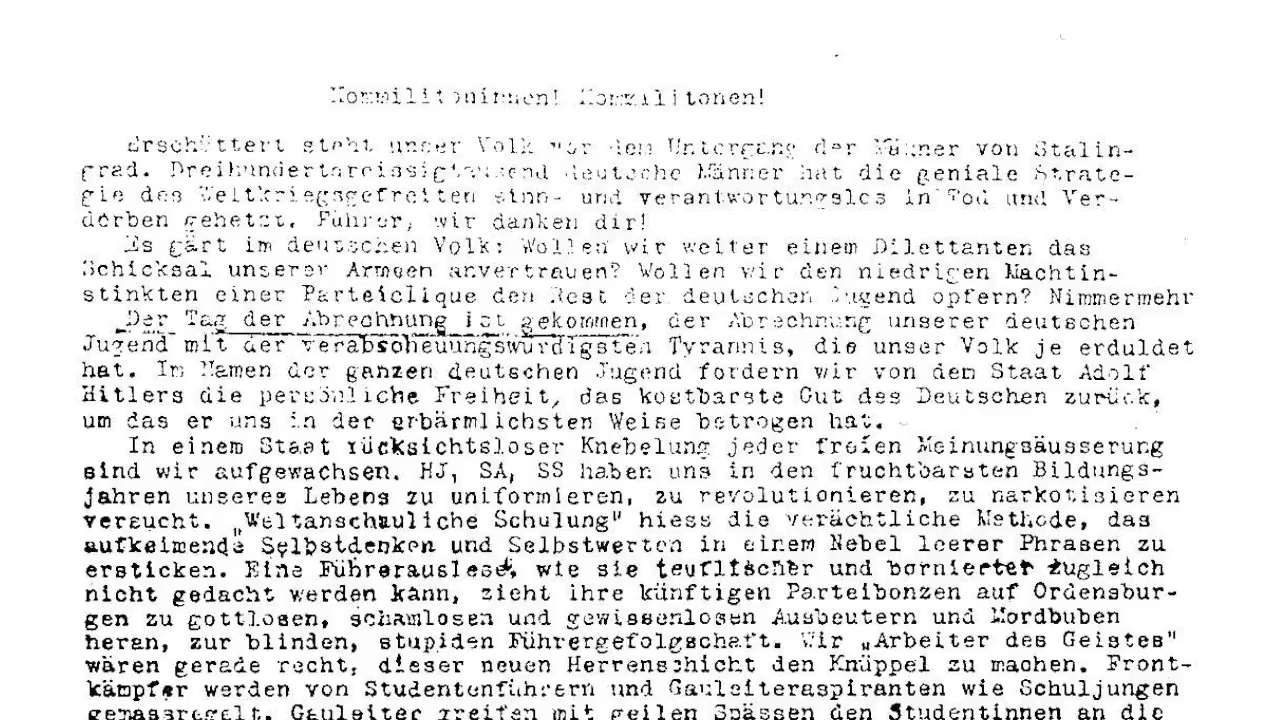 Kommilitoninnen! Kommilitonen!
Erschüttert steht unser Volk vor dem Untergang der Männer von Stalin-
grad. Dreihundertdreissigtausend deutsche Männer hat die geniale Strate-
gie des Weltkriegsgefreiten sinn- und verantwortungslos in Tod und Ver-
derben gehetzt. Führer, wir danken dir!
Es gärt im deutschen Volk: Wollen wir weiter einem Dilettanten das
Schicksal unserer Armeen anvertrauen? Wollen wir den niedrigen Machtin-
stinkten einer Parteiclique den Rest der deutschen Jugend opfern? Nimmermehr
Der Tag der Abrechnung ist gekommen, der Abrechnung unserer deutschen
Jugend mit der verabscheuungswürdigsten Tyrannis, die unser Volk je erduldet
hat. Im Namen der ganzen deutschen Jugend fordern wir von dem Staat Adolf
Hitlers die persönliche Freiheit, das kostbarste Gut des Deutschen zurück,
um das er uns in der erbärmlichsten Weise betrogen hat.
In einem Staat rücksichtsloser Knebelung jeder freien Meinungsäusserung
sind wir aufgewachsen. HJ, SA, SS haben uns in den fruchtbarsten Bildungs-
jahren unseres Lebens zu uniformieren, zu revolutionieren, zu narkotisieren
versucht. „Weltanschauliche Schulung" hiess die verächtliche Methode, das
aufkeimende Selbstdenken und Selbstwerten in einem Nebel leerer Phrasen zu
ersticken. Eine Führerauslese, wie sie teuflischer und bornierter zugleich
nicht gedacht werden kann, zieht ihre künftigen Parteibonzen auf Ordensbur-
gen zu gottlosen, schamlosen und gewissenlosen Ausbeutern und Mordbuben
heran, zur blinden, stupiden Führergefolgschaft. Wir „Arbeiter des Geistes"
wären gerade recht, dieser neuen Herrenschicht den Knüppel zu machen. Front-
kämpfer werden von Studentenführern und Gauleiteraspiranten wie Schuljungen
gemassregelt, Gauleiter greifen mit geilen Spässen den Studentinnen an die